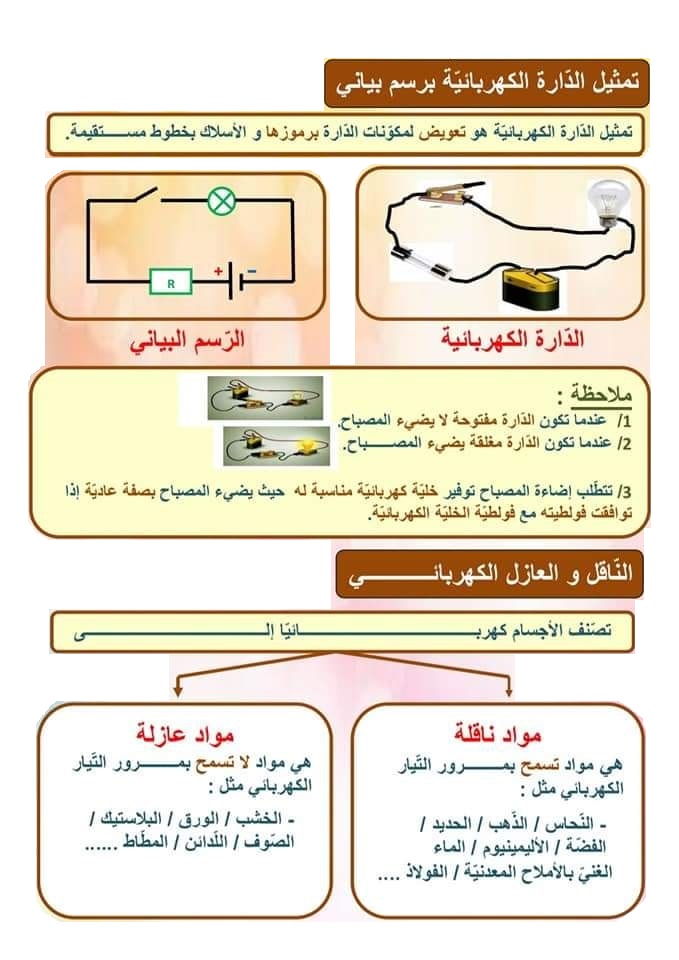 تمثيل الدّارة الكهربائيّة برسم بياني
تمثيل الدّارة الكهربائيّة هو تعويض لمكوّنات الدّارة برموزها و الأسلاك بخطوط مستقيمة.
+
–
R
الدّارة الكهربائية
الرّسم البياني
ملاحظة :
1/ عندما تكون الدّارة مفتوحة لا يضيء المصباح.
2/ عندما تكون الدّارة مغلقة يضيء المصباح.
3/ تتطّلب إضاءة المصباح توفير خليّة كهربائيّة مناسبة له حيث يضيء المصباح بصفة عاديّة إذا
توافقت فولطيته مع فولطيّة الخليّة الكهربائيّة.
النّاقل و العازل الكهربائي
تصّنف الأجسام كهربائيّا إلى
مواد ناقلة
هي مواد تسمح بمرور التّيار
الكهربائي مثل :
- النّحاس / الذّهب / الحديد /
الفضّة / الأليمينيوم / الماء
الغنيّ بالأملاح المعدنيّة / الفولاذ ....
مواد عازلة
هي مواد لا تسمح بمرور التّيار
الكهربائي مثل :
- الخشب / الورق / البلاستيك /
الصّوف / اللّدائن / المطّاط ......